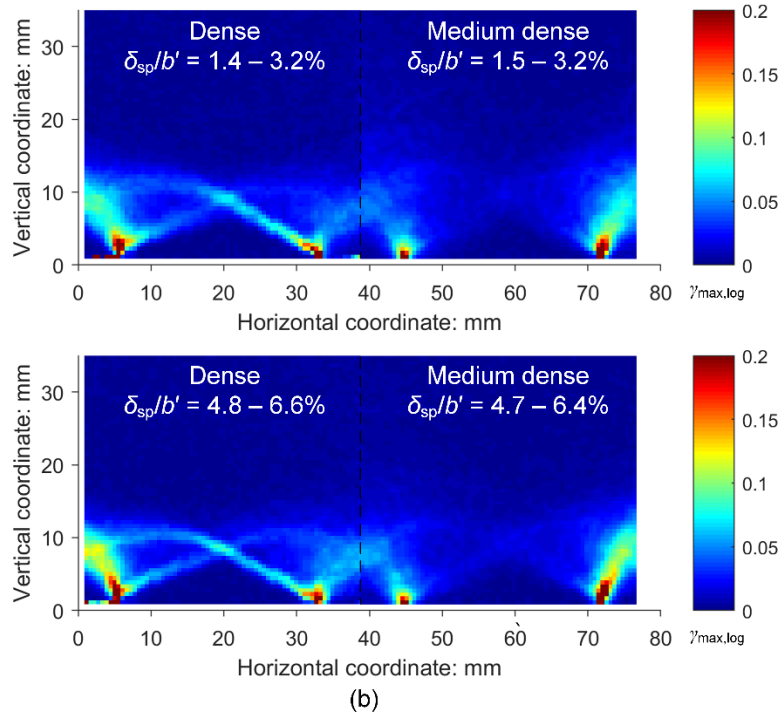 Dense Medium dense
δsp/b′ = 1.4 – 3.2% 1.5 – 3.2%
δsp/b′ = 1.5 – 3.2%
Vertical coordinate: mm
30
20
10
0
0 10 20 30 40 50 60 70 80
Horizontal coordinate: mm
0.2
0.15
0.1
0.05
0
γmax,log
Dense Medium dense
δsp/b′ = 4.8 – 6.6% δsp/b′ = 4.7 – 6.4%
Vertical coordinate: mm
30
20
10
0
0 10 20 30 40 50 60 70 80
Horizontal coordinate: mm
0.2
0.15
0.1
0.05
0
γmax,log
(b)